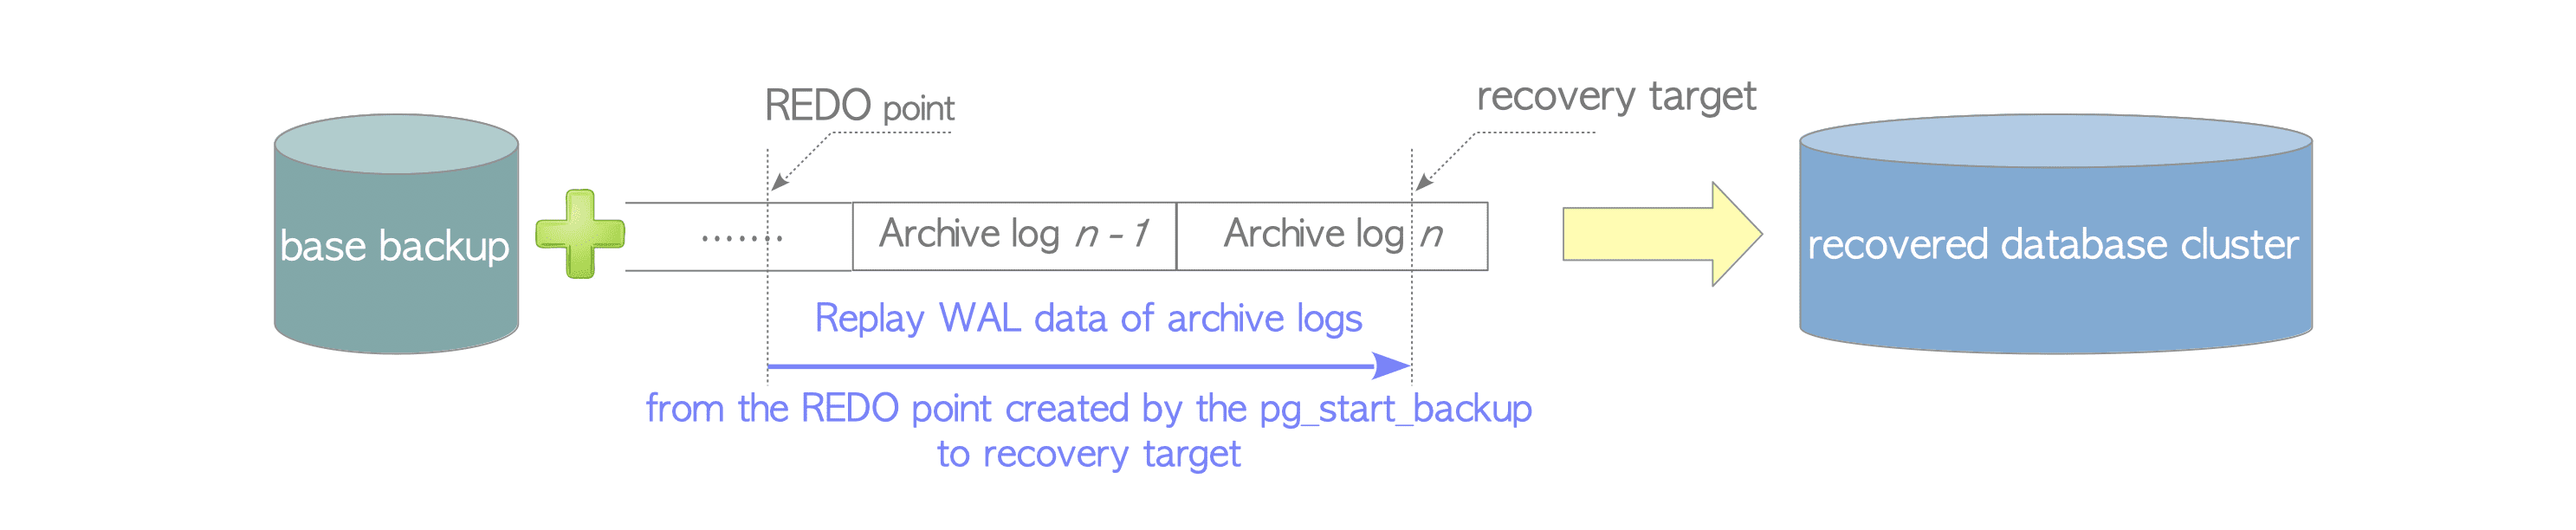 REDO point
recovery target
base backup
.......
Archive log n - 1
Archive log n
recovered database cluster
Replay WAL data of archive logs
from the REDO point created by the pg_start_backup
to recovery target